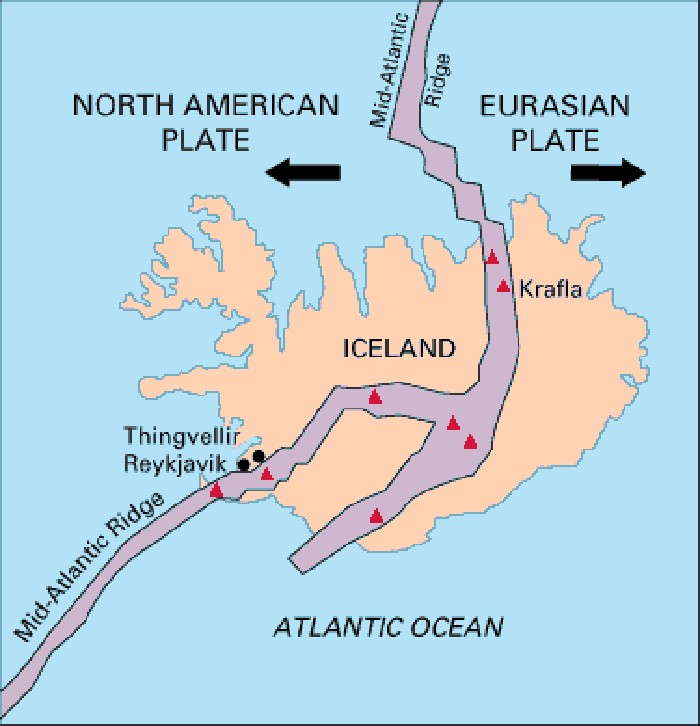 Mid-Atlantic
Ridge
NORTH AMERICAN
PLATE
EURASIAN
PLATE
Krafla
ICELAND
Thingvellir
Reykjavik
Mid-Atlantic Ridge
ATLANTIC OCEAN